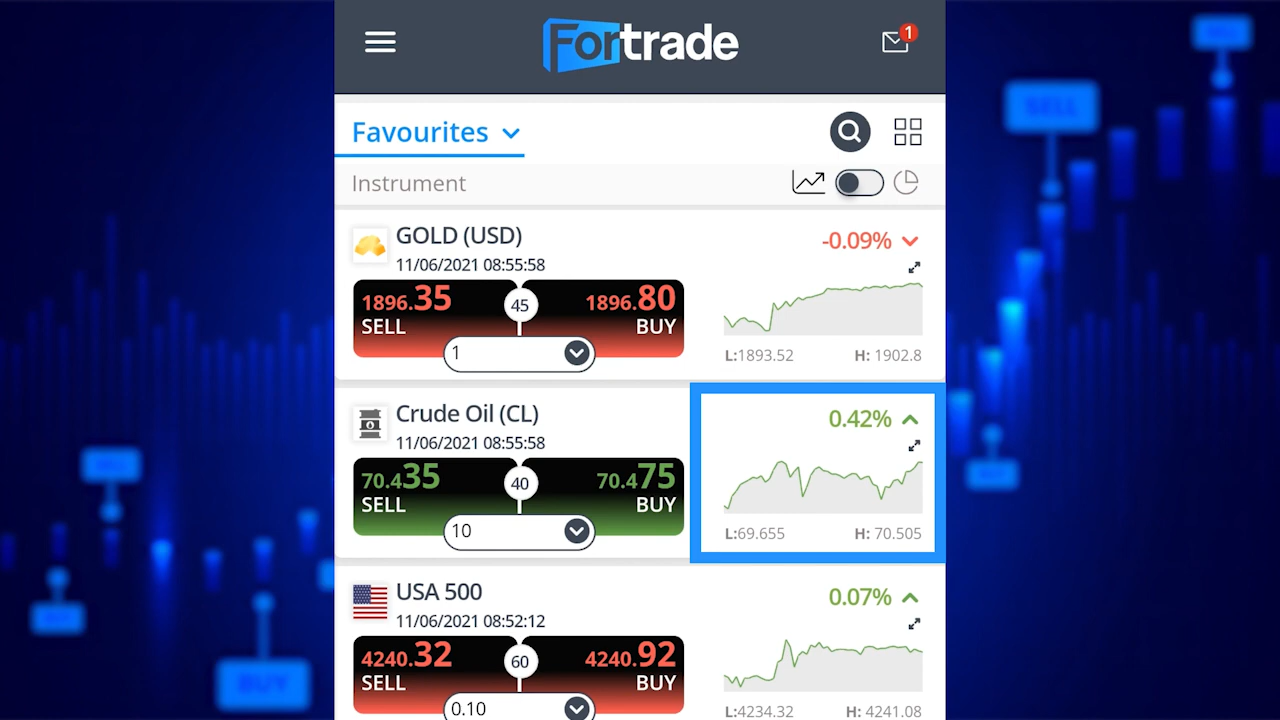 Fortrade
1
Favourites
Instrument
GOLD (USD)
11/06/2021 08:55:58
-0.09%
1896.35
SELL
45
1896.80
BUY
1
L:1893.52
H: 1902.8
Crude Oil (CL)
11/06/2021 08:55:58
0.42%
70.435
SELL
40
70.475
BUY
10
L:69.655
H: 70.505
USA 500
11/06/2021 08:52:12
0.07%
4240.32
SELL
60
4240.92
BUY
0.10
L:4234.32
H: 4241.08
SELL
BUY